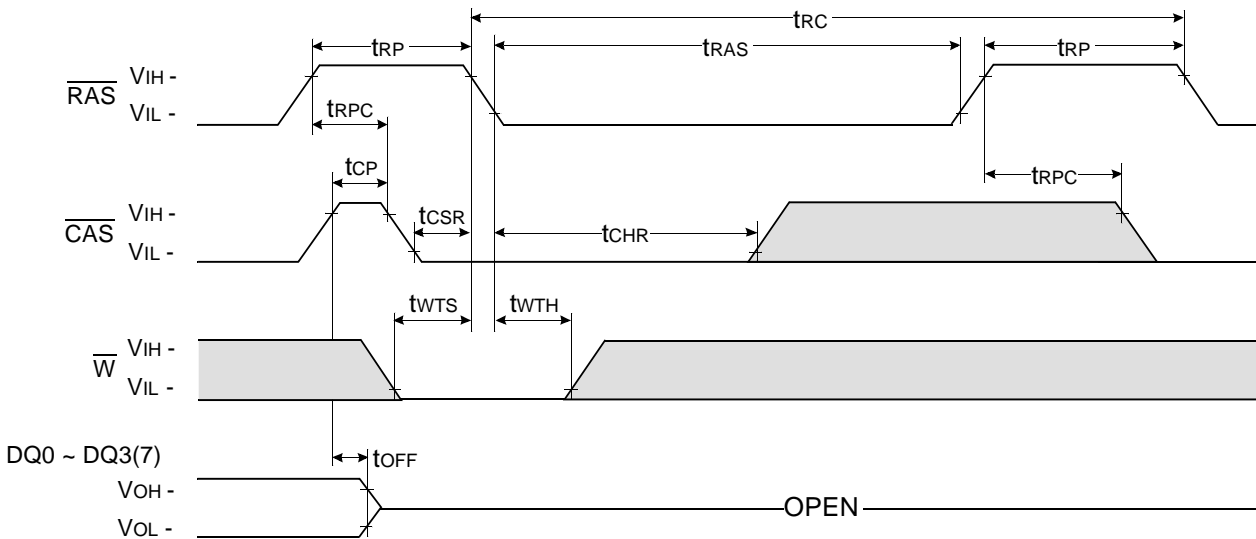 tRC
tRP tRAS tRP
RAS VIH -
VIL -
tRPC
tCP tRPC
CAS VIH -
VIL -
tCSR tCHR
tWTS tWTH
W VIH -
VIL -
DQ0 ~ DQ3(7)
tOFF
VOH -
VOL -
OPEN